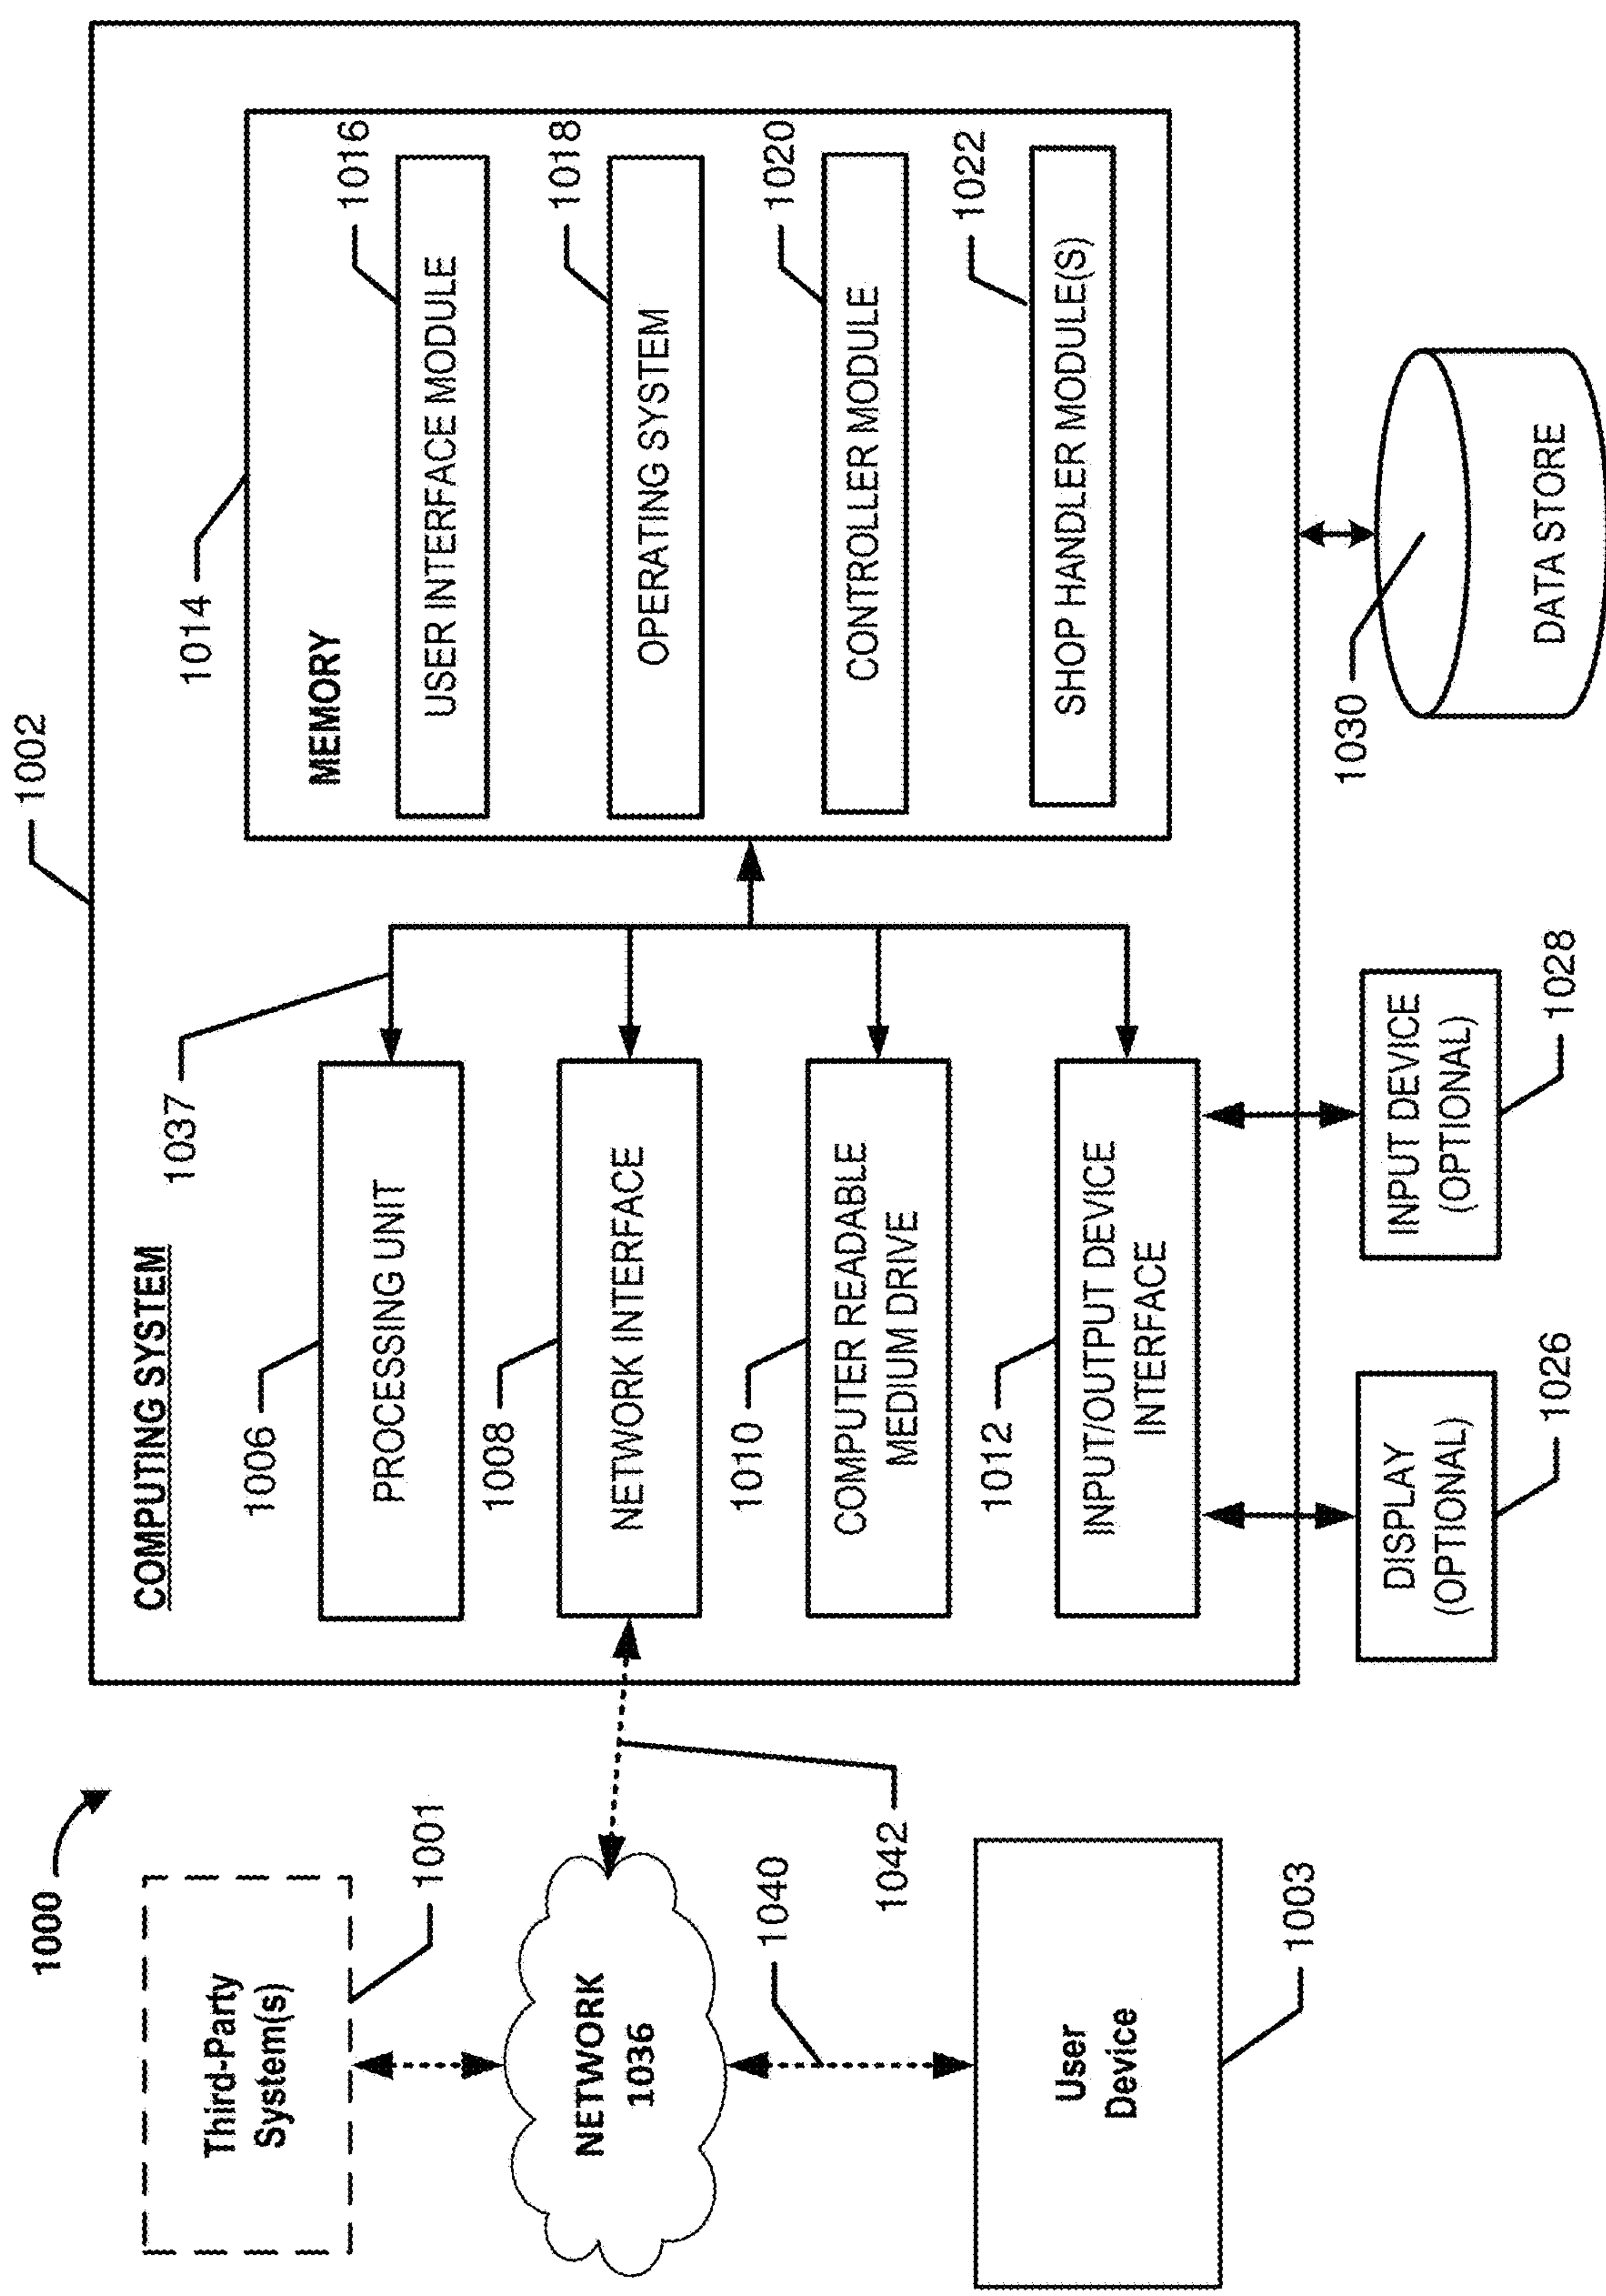 1000
1002
Third-Party
System(s)
1001
NETWORK
1036
1040
1042
User
Device
1003
COMPUTING SYSTEM
1037
1006
PROCESSING UNIT
1008
NETWORK INTERFACE
1010
COMPUTER READABLE
MEDIUM DRIVE
1012
INPUT/OUTPUT DEVICE
INTERFACE
1014
MEMORY
1016
USER INTERFACE MODULE
1018
OPERATING SYSTEM
1020
CONTROLLER MODULE
1022
SHOP HANDLER MODULE(S)
DISPLAY
(OPTIONAL)
1026
INPUT DEVICE
(OPTIONAL)
1028
1030
DATA STORE